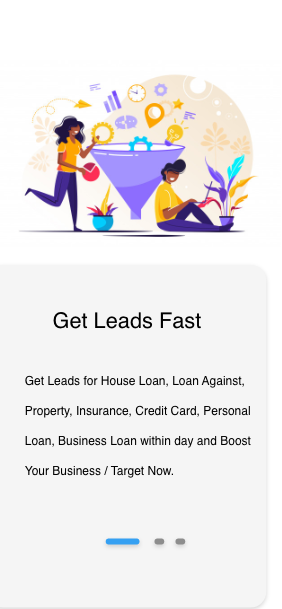 Get Leads Fast
Get Leads for House Loan, Loan Against,
Property, Insurance, Credit Card, Personal
Loan, Business Loan within day and Boost
Your Business / Target Now.